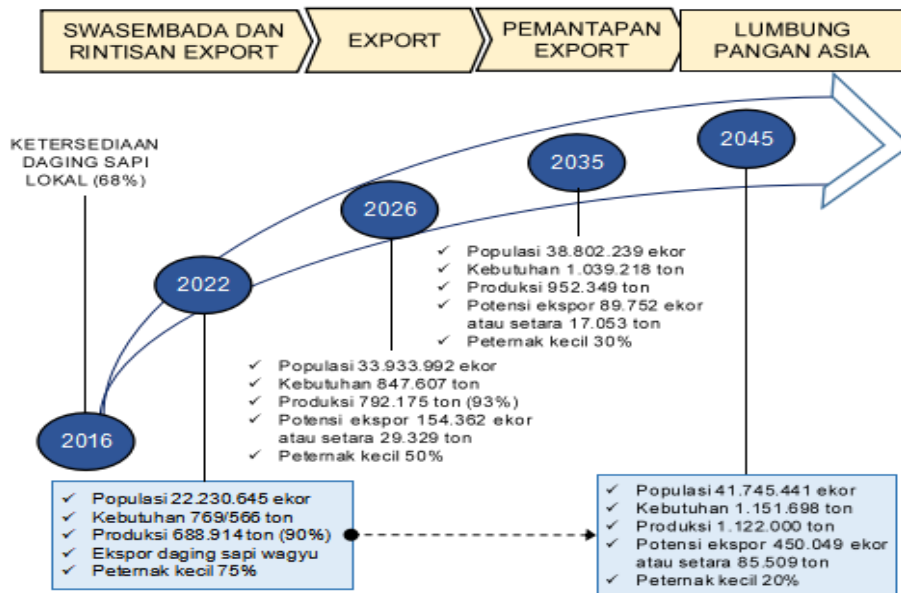 SWASEMBADA DAN
RINTISAN EXPORT
EXPORT
PEMANTAPAN
EXPORT
LUMBUNG
PANGAN ASIA
KETERSEDIAAN
DAGING SAPI
LOKAL (68%)
2016
2022
2026
2035
2045
✓ Populasi 38.802.239 ekor
✓ Kebutuhan 1.039.218 ton
✓ Produksi 952.349 ton
✓ Potensi ekspor 89.752 ekor
atau setara 17.053 ton
✓ Peternak kecil 30%
✓ Populasi 33.933.992 ekor
✓ Kebutuhan 847.607 ton
✓ Produksi 792.175 ton (93%)
✓ Potensi ekspor 154.362 ekor
atau setara 29.329 ton
✓ Peternak kecil 50%
✓ Populasi 22.230.645 ekor
✓ Kebutuhan 769/566 ton
✓ Produksi 688.914 ton (90%)
✓ Ekspor daging sapi wagyu
✓ Peternak kecil 75%
✓ Populasi 41.745.441 ekor
✓ Kebutuhan 1.151.698 ton
✓ Produksi 1.122.000 ton
✓ Potensi ekspor 450.049 ekor
atau setara 85.509 ton
✓ Peternak kecil 20%